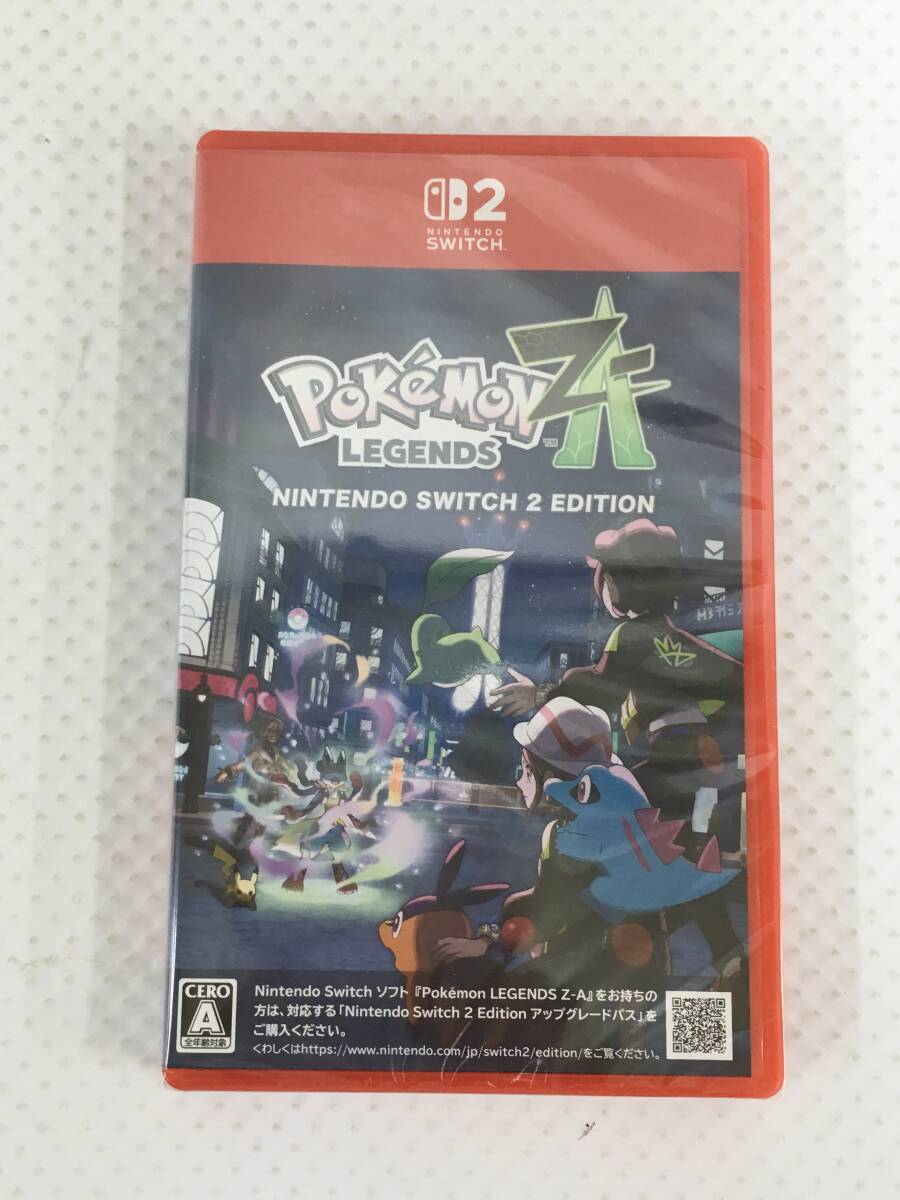 2
NINTENDO
SWITCH™
POKéMON ZA
LEGENDS™
NINTENDO SWITCH 2 EDITION
CERO
A
全年齢対象
Nintendo Switch ソフト『Pokémon LEGENDS Z-A』をお持ちの
方は、対応する「Nintendo Switch 2 Edition アップグレードパス」を
ご購入ください。
くわしくはhttps://www.nintendo.com/jp/switch2/edition/をご覧ください。